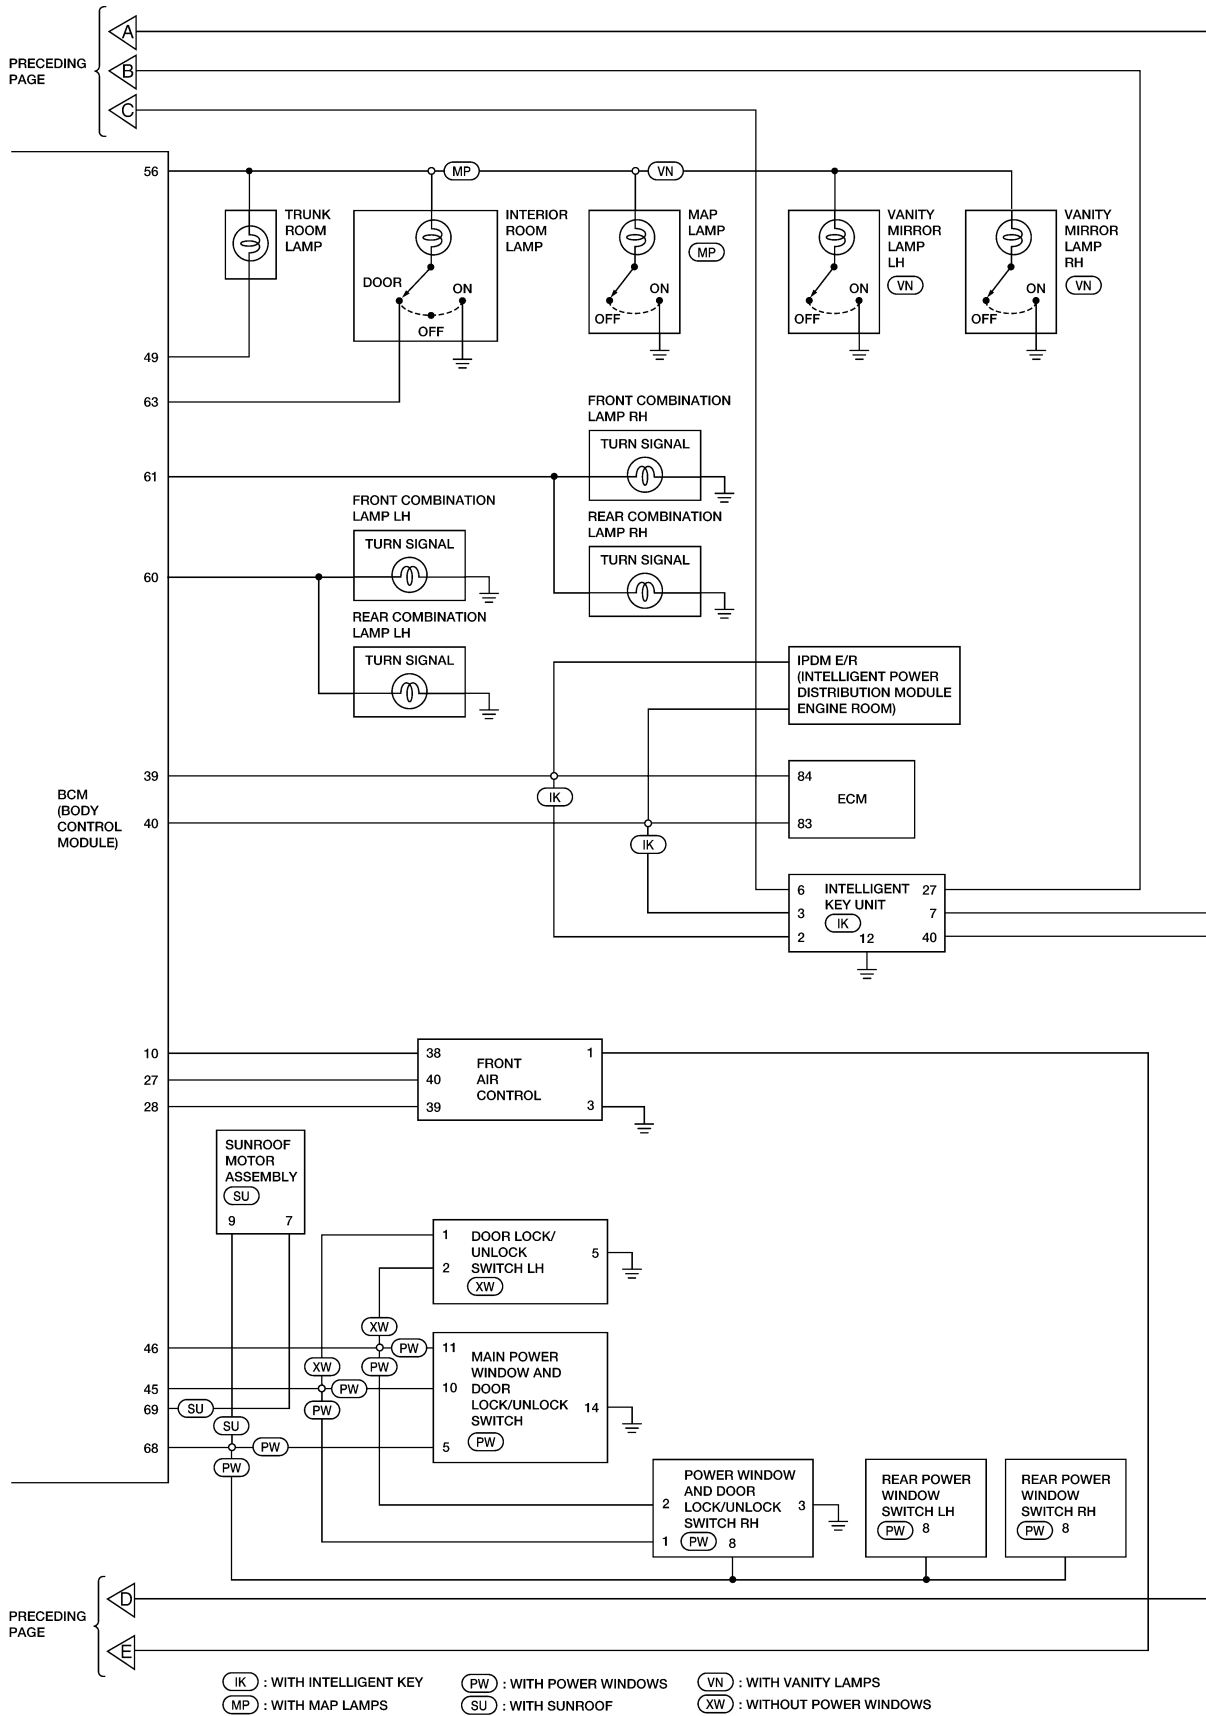 PRECEDING
PAGE
A
B
C
56
MP
VN
TRUNK
ROOM
LAMP
INTERIOR
ROOM
LAMP
DOOR
ON
OFF
MAP
LAMP
MP
ON
OFF
VANITY
MIRROR
LAMP
LH
VN
ON
OFF
VANITY
MIRROR
LAMP
RH
VN
ON
OFF
49
63
FRONT COMBINATION
LAMP RH
TURN SIGNAL
61
FRONT COMBINATION
LAMP LH
TURN SIGNAL
REAR COMBINATION
LAMP RH
TURN SIGNAL
60
REAR COMBINATION
LAMP LH
TURN SIGNAL
IPDM E/R
(INTELLIGENT POWER
DISTRIBUTION MODULE
ENGINE ROOM)
39
84
IK
ECM
BCM
(BODY
CONTROL
MODULE)
40
83
IK
6
INTELLIGENT
KEY UNIT
IK
27
3
7
2
12
40
10
38
FRONT
AIR
CONTROL
1
27
40
28
39
3
SUNROOF
MOTOR
ASSEMBLY
SU
9
7
1
DOOR LOCK/
UNLOCK
SWITCH LH
XW
5
2
XW
46
PW
11
MAIN POWER
WINDOW AND
DOOR
LOCK/UNLOCK
SWITCH
PW
XW
PW
45
PW
10
69
SU
PW
14
SU
68
PW
5
PW
POWER WINDOW
AND DOOR
LOCK/UNLOCK
SWITCH RH
2
3
1
PW
8
REAR POWER
WINDOW
SWITCH LH
PW
8
REAR POWER
WINDOW
SWITCH RH
PW
8
PRECEDING
PAGE
D
E
IK : WITH INTELLIGENT KEY
PW : WITH POWER WINDOWS
VN : WITH VANITY LAMPS
MP : WITH MAP LAMPS
SU : WITH SUNROOF
XW : WITHOUT POWER WINDOWS